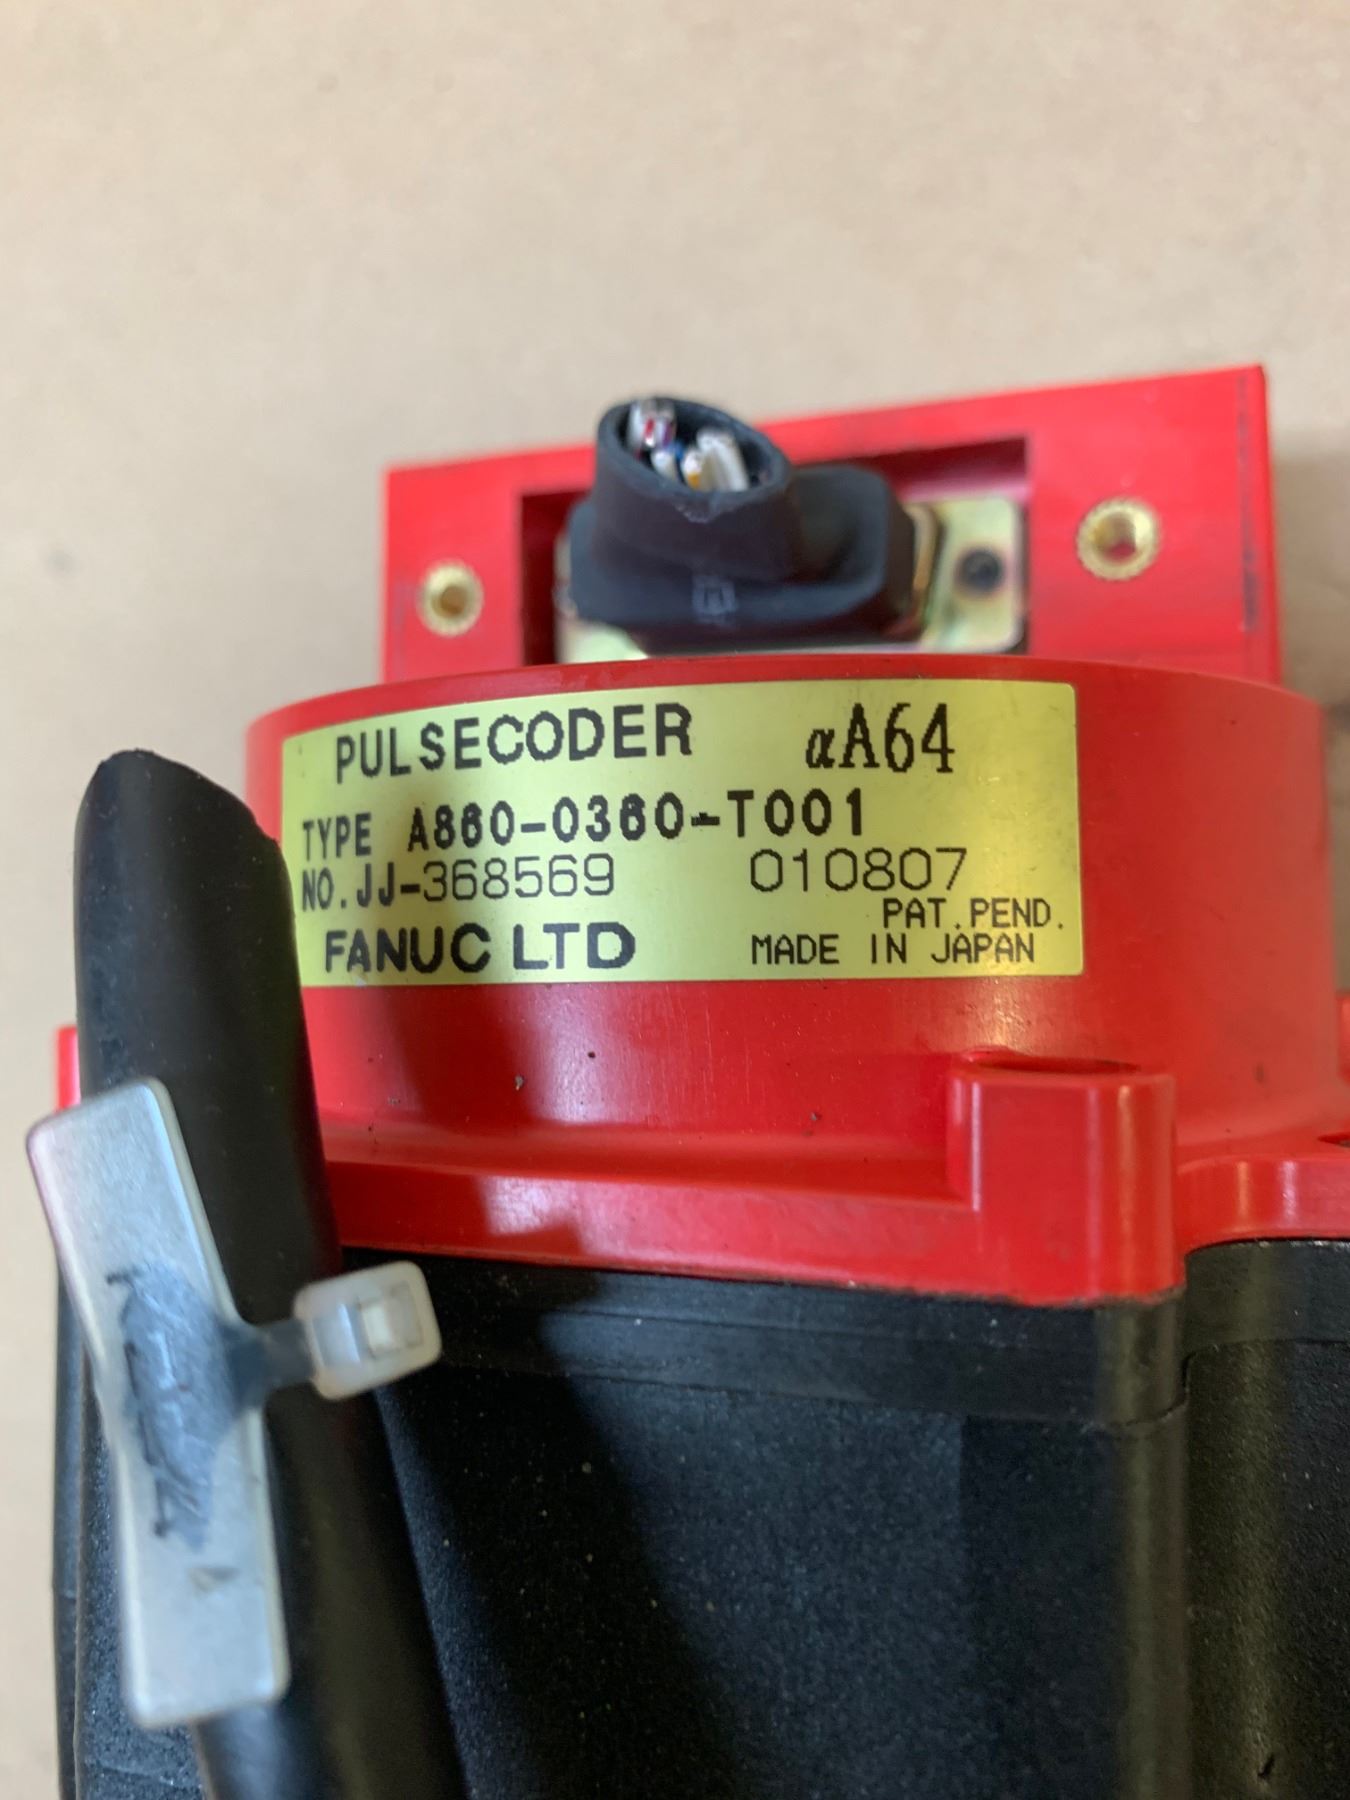 PULSECODER αA64
TYPE A860-0360-T001
NO.JJ-368569 010807
PAT.PEND.
FANUC LTD MADE IN JAPAN